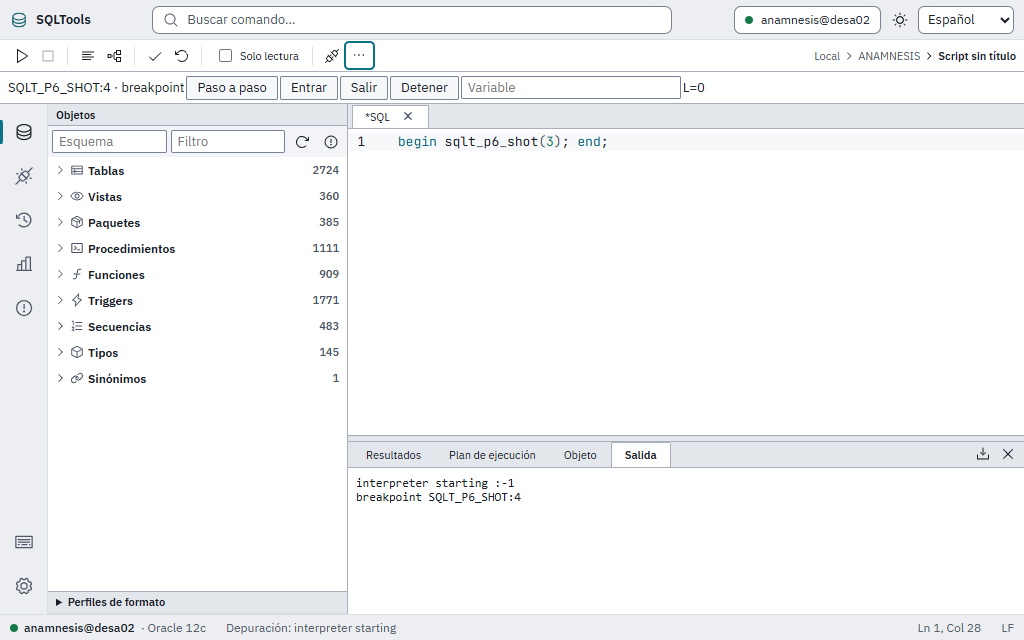 SQLTools
Buscar comando...
anamnesis@desa02
Español
Solo lectura
...
Local > ANAMNESIS > Script sin título
SQLT_P6_SHOT:4 · breakpoint
Paso a paso
Entrar
Salir
Detener
Variable
L=0
Objetos
Esquema
Filtro
Tablas 2724
Vistas 360
Paquetes 385
Procedimientos 1111
Funciones 909
Triggers 1771
Secuencias 483
Tipos 145
Sinónimos 1
Perfiles de formato
*SQL
1 begin sqlt_p6_shot(3); end;
Resultados
Plan de ejecución
Objeto
Salida
interpreter starting :-1
breakpoint SQLT_P6_SHOT:4
anamnesis@desa02 · Oracle 12c
Depuración: interpreter starting
Ln 1, Col 28
LF